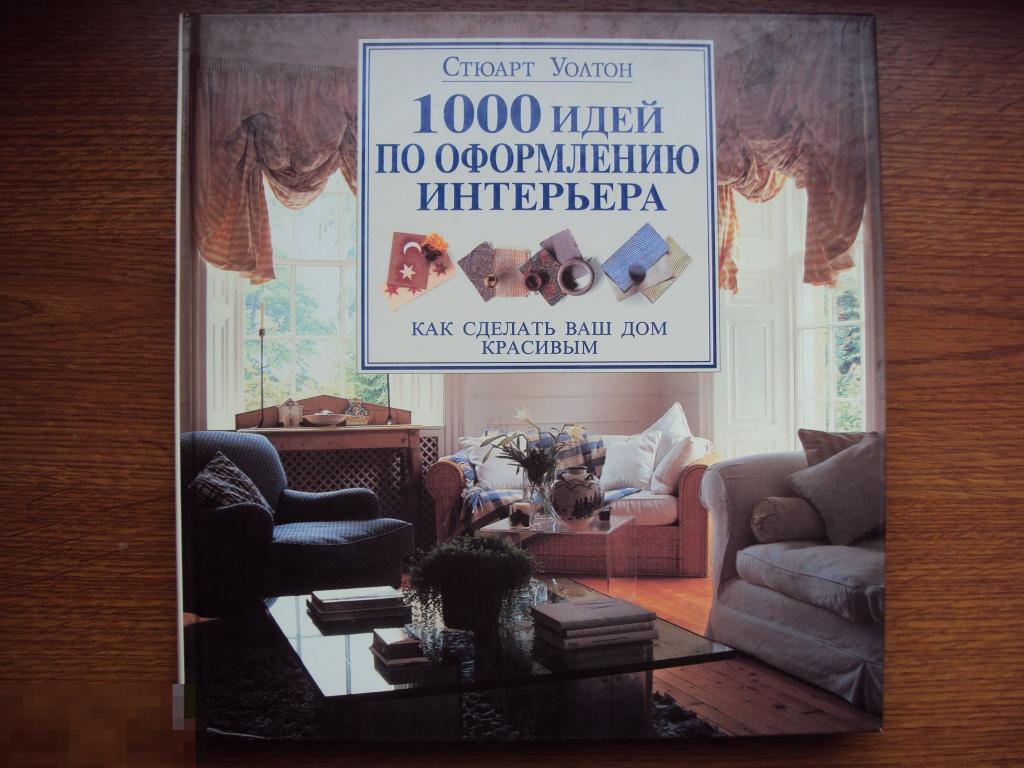 Стюарт Уолтон
1000 ИДЕЙ
ПО ОФОРМЛЕНИЮ
ИНТЕРЬЕРА
КАК СДЕЛАТЬ ВАШ ДОМ
КРАСИВЫМ